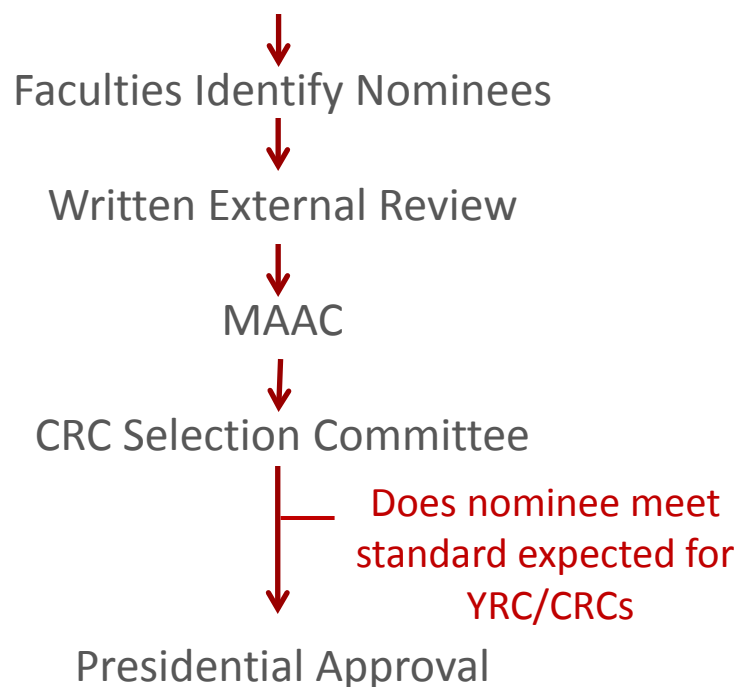 Faculties Identify Nominees
Written External Review
MAAC
CRC Selection Committee
Does nominee meet
standard expected for
YRC/CRCs
Presidential Approval